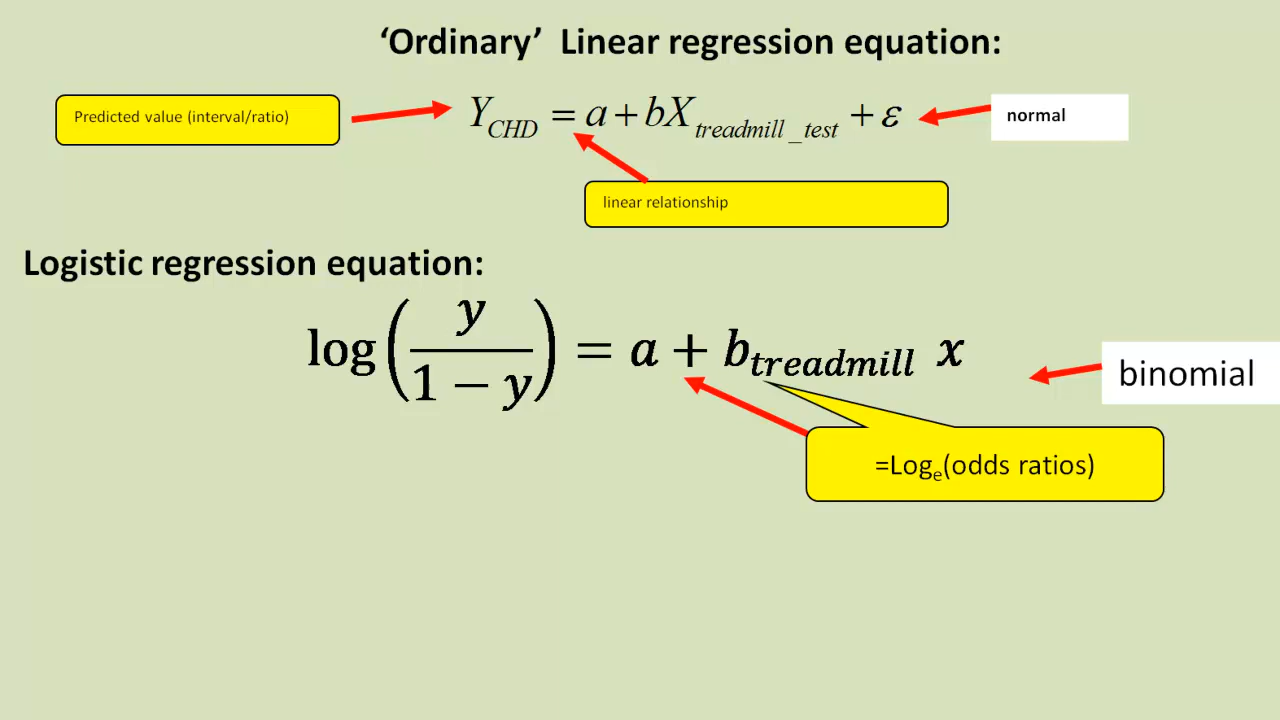 ‘Ordinary’ Linear regression equation:
Predicted value (interval/ratio)
Y_CHD = a + bX_treadmill_test + ε
normal
linear relationship
Logistic regression equation:
log(y/(1 − y)) = a + b_treadmill x
binomial
=Log_e(odds ratios)